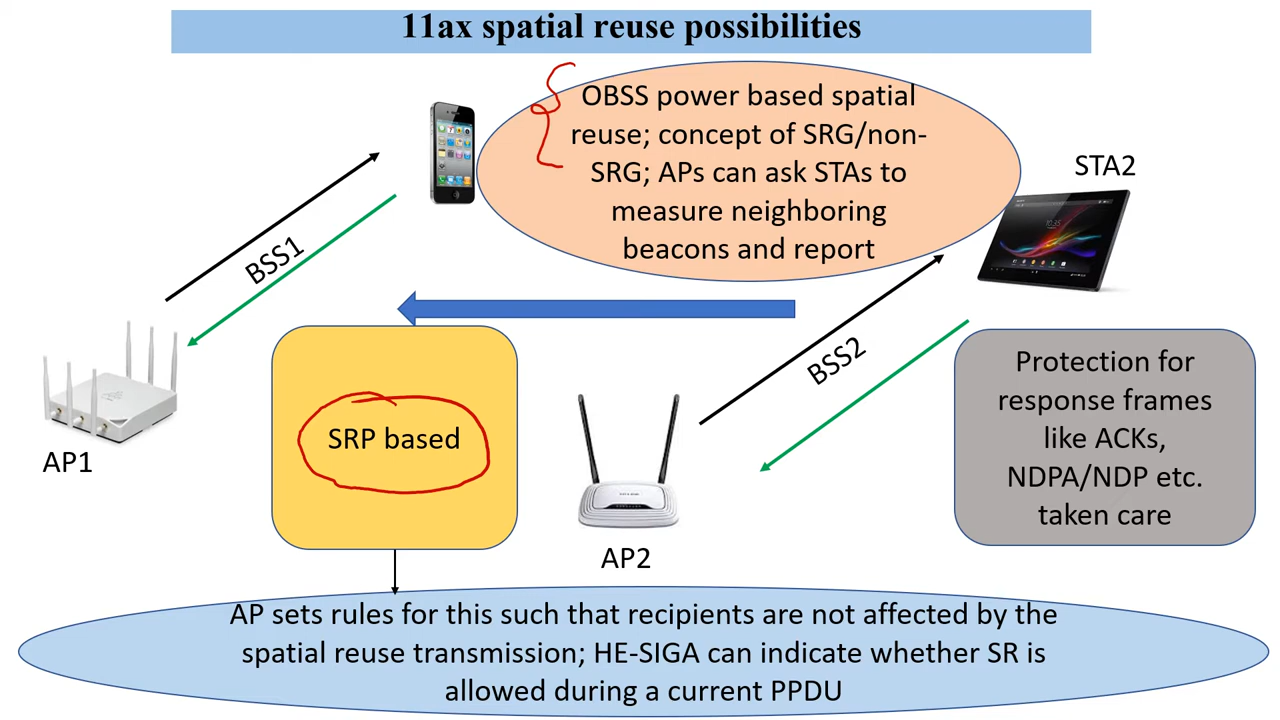 11ax spatial reuse possibilities
OBSS power based spatial
reuse; concept of SRG/non-
SRG; APs can ask STAs to
measure neighboring
beacons and report
STA2
BSS1
BSS2
Protection for
response frames
like ACKs,
NDPA/NDP etc.
taken care
SRP based
AP1
AP2
AP sets rules for this such that recipients are not affected by the
spatial reuse transmission; HE-SIGA can indicate whether SR is
allowed during a current PPDU